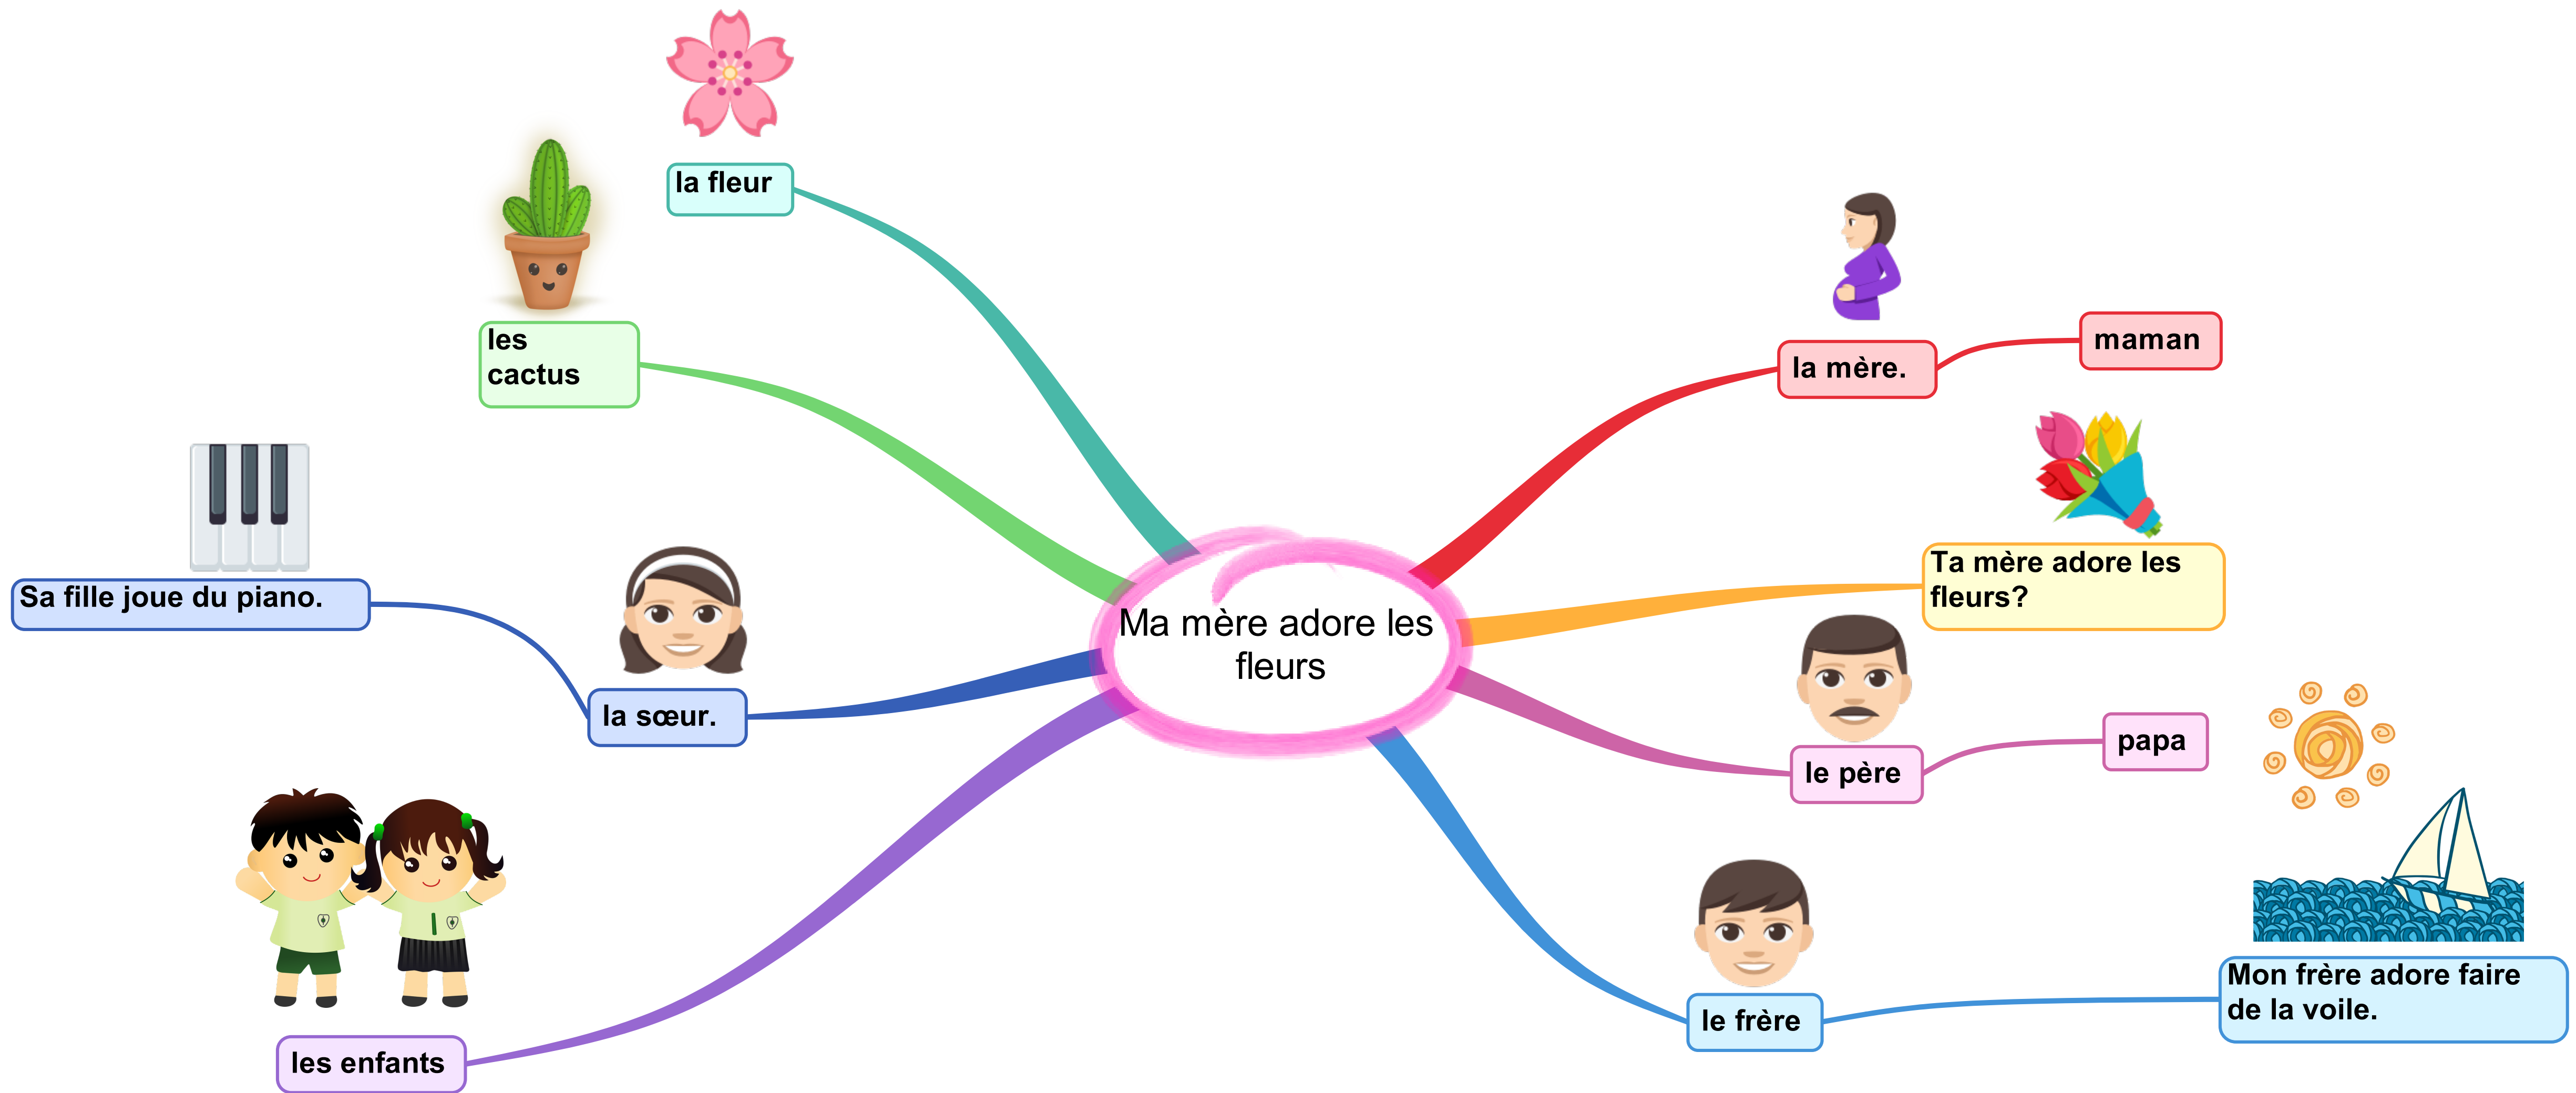 la fleur
les
cactus
Sa fille joue du piano.
la sœur.
les enfants
Ma mère adore les
fleurs
la mère.
maman
Ta mère adore les
fleurs?
le père
papa
le frère
Mon frère adore faire
de la voile.